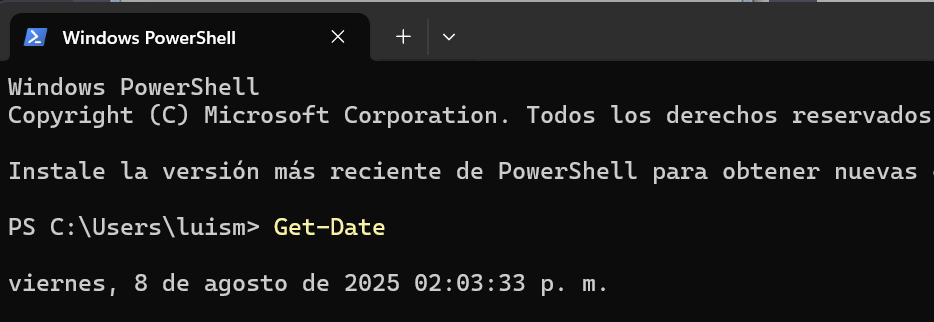 Windows PowerShell
Windows PowerShell
Copyright (C) Microsoft Corporation. Todos los derechos reservados
Instale la versión más reciente de PowerShell para obtener nuevas
PS C:\Users\luism> Get-Date
viernes, 8 de agosto de 2025 02:03:33 p. m.